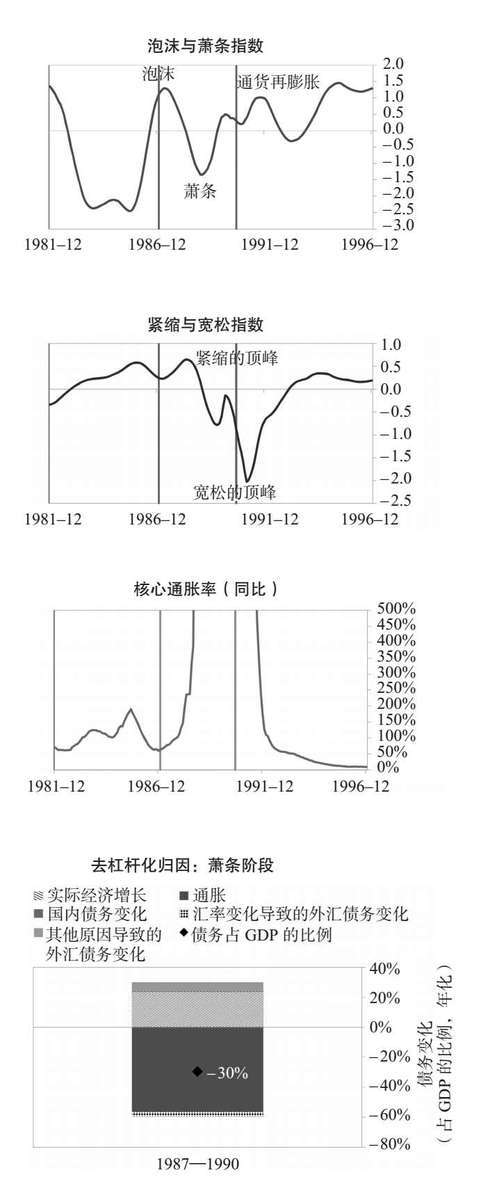 泡沫与萧条指数
泡沫
通货再膨胀
萧条
2.0
1.5
1.0
0.5
0.0
−0.5
−1.0
−1.5
−2.0
−2.5
−3.0
1981–12 1986–12 1991–12 1996–12
紧缩与宽松指数
紧缩的顶峰
宽松的顶峰
1.0
0.5
0.0
−0.5
−1.0
−1.5
−2.0
−2.5
1981–12 1986–12 1991–12 1996–12
核心通胀率（同比）
500%
450%
400%
350%
300%
250%
200%
150%
100%
50%
0%
1981–12 1986–12 1991–12 1996–12
去杠杆化归因：萧条阶段
实际经济增长 通胀
国内债务变化 汇率变化导致的外汇债务变化
其他原因导致的 债务占 GDP 的比例
外汇债务变化
40%
20%
0%
−20%
−40%
−60%
−80%
−30%
债务变化
（占 GDP 的比例，年化）
1987—1990